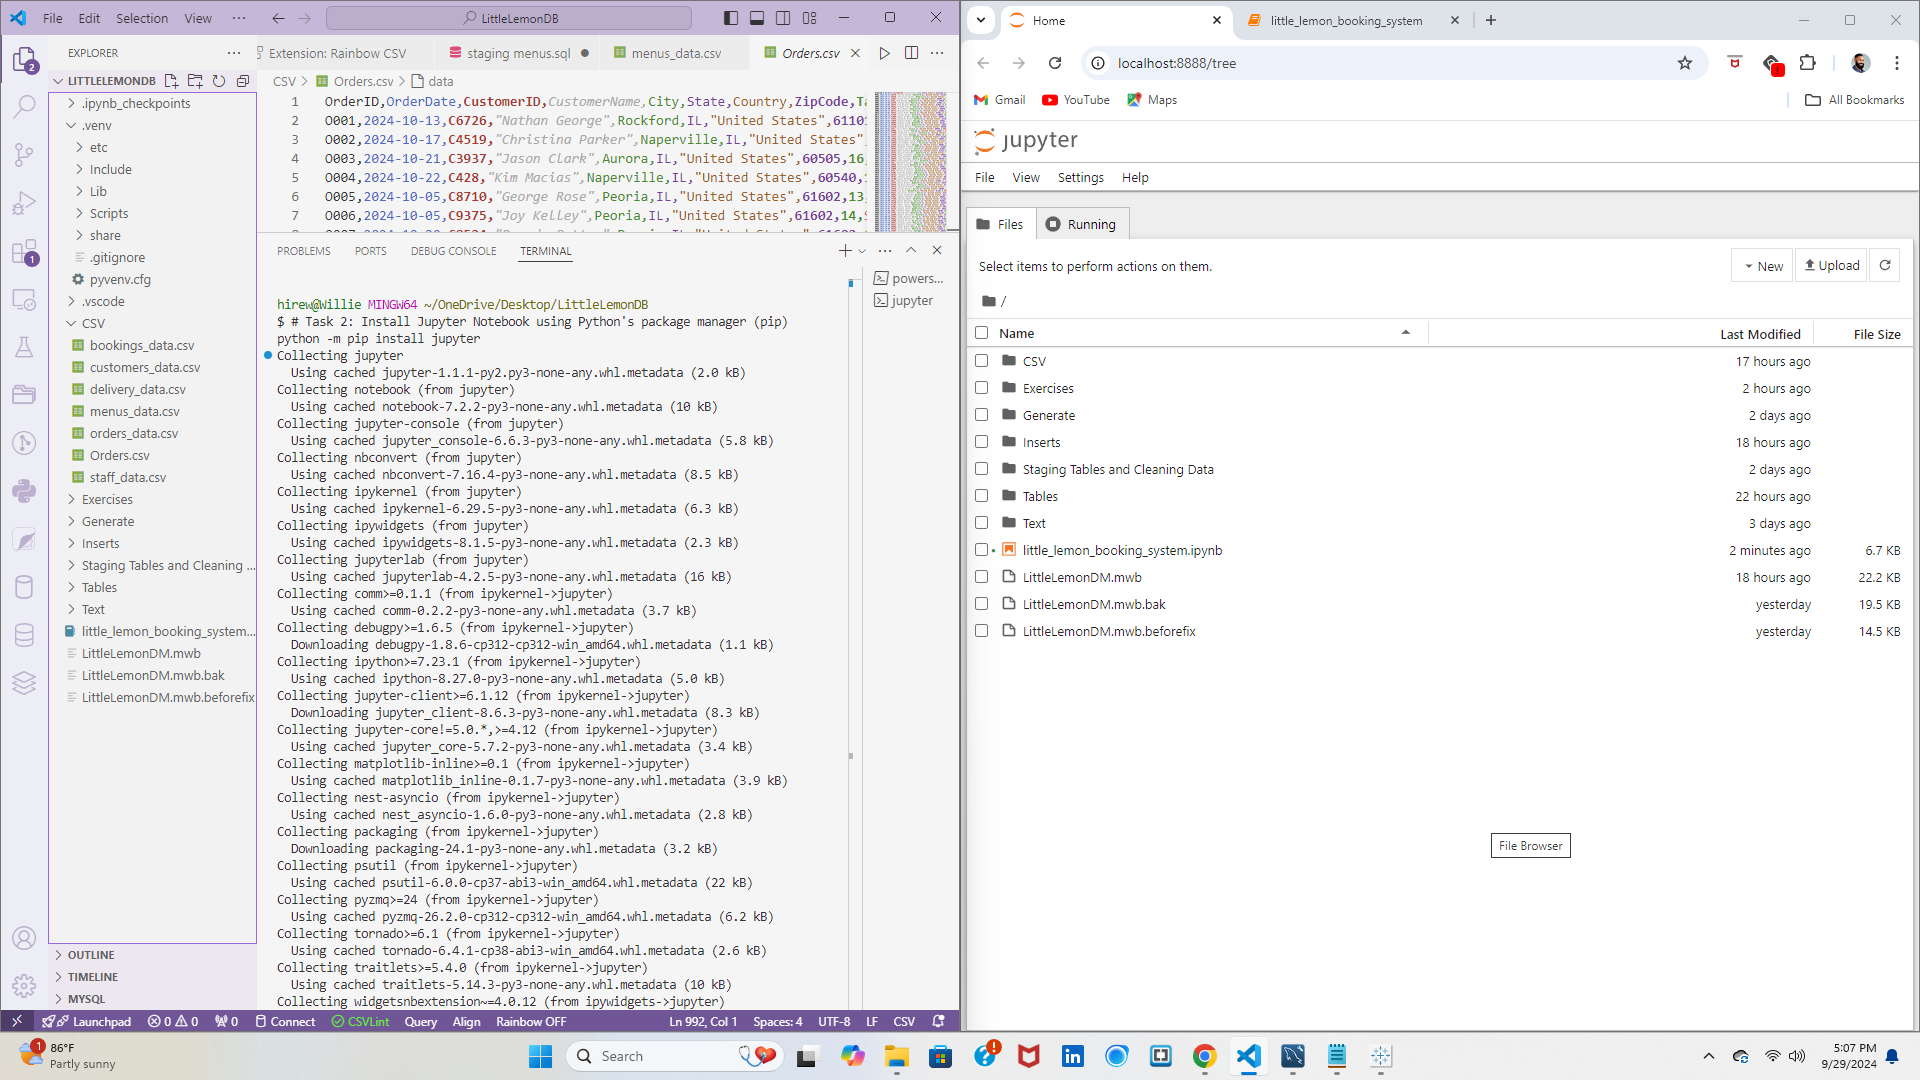 File Edit Selection View ··· LittleLemonDB
EXPLORER
LITTLELEMONDB
.ipynb_checkpoints
.venv
etc
Include
Lib
Scripts
share
.gitignore
pyvenv.cfg
.vscode
CSV
bookings_data.csv
customers_data.csv
delivery_data.csv
menus_data.csv
orders_data.csv
Orders.csv
staff_data.csv
Exercises
Generate
Inserts
Staging Tables and Cleaning ...
Tables
Text
little_lemon_booking_system...
LittleLemonDM.mwb
LittleLemonDM.mwb.bak
LittleLemonDM.mwb.beforefix
OUTLINE
TIMELINE
MYSQL
2
1
Extension: Rainbow CSV staging menus.sql menus_data.csv Orders.csv
CSV > Orders.csv > data
1 OrderID,OrderDate,CustomerID,CustomerName,City,State,Country,ZipCode,Ta
2 O001,2024-10-13,C6726,"Nathan George",Rockford,IL,"United States",6110
3 O002,2024-10-17,C4519,"Christina Parker",Naperville,IL,"United States",
4 O003,2024-10-21,C3937,"Jason Clark",Aurora,IL,"United States",60505,16,
5 O004,2024-10-22,C428,"Kim Macias",Naperville,IL,"United States",60540,
6 O005,2024-10-05,C8710,"George Rose",Peoria,IL,"United States",61602,13,
7 O006,2024-10-05,C9375,"Joy Kelley",Peoria,IL,"United States",61602,14,
PROBLEMS PORTS DEBUG CONSOLE TERMINAL
powers...
jupyter
hirew@Willie MINGW64 ~/OneDrive/Desktop/LittleLemonDB
$ # Task 2: Install Jupyter Notebook using Python's package manager (pip)
python -m pip install jupyter
Collecting jupyter
Using cached jupyter-1.1.1-py2.py3-none-any.whl.metadata (2.0 kB)
Collecting notebook (from jupyter)
Using cached notebook-7.2.2-py3-none-any.whl.metadata (10 kB)
Collecting jupyter-console (from jupyter)
Using cached jupyter_console-6.6.3-py3-none-any.whl.metadata (5.8 kB)
Collecting nbconvert (from jupyter)
Using cached nbconvert-7.16.4-py3-none-any.whl.metadata (8.5 kB)
Collecting ipykernel (from jupyter)
Using cached ipykernel-6.29.5-py3-none-any.whl.metadata (6.3 kB)
Collecting ipywidgets (from jupyter)
Using cached ipywidgets-8.1.5-py3-none-any.whl.metadata (2.3 kB)
Collecting jupyterlab (from jupyter)
Using cached jupyterlab-4.2.5-py3-none-any.whl.metadata (16 kB)
Collecting comm>=0.1.1 (from ipykernel->jupyter)
Using cached comm-0.2.2-py3-none-any.whl.metadata (3.7 kB)
Collecting debugpy>=1.6.5 (from ipykernel->jupyter)
Downloading debugpy-1.8.6-cp312-cp312-win_amd64.whl.metadata (1.1 kB)
Collecting ipython>=7.23.1 (from ipykernel->jupyter)
Using cached ipython-8.27.0-py3-none-any.whl.metadata (5.0 kB)
Collecting jupyter-client>=6.1.12 (from ipykernel->jupyter)
Downloading jupyter_client-8.6.3-py3-none-any.whl.metadata (8.3 kB)
Collecting jupyter-core!=5.0.*,>=4.12 (from ipykernel->jupyter)
Using cached jupyter_core-5.7.2-py3-none-any.whl.metadata (3.4 kB)
Collecting matplotlib-inline>=0.1 (from ipykernel->jupyter)
Using cached matplotlib_inline-0.1.7-py3-none-any.whl.metadata (3.9 kB)
Collecting nest-asyncio (from ipykernel->jupyter)
Using cached nest_asyncio-1.6.0-py3-none-any.whl.metadata (2.8 kB)
Collecting packaging (from ipykernel->jupyter)
Downloading packaging-24.1-py3-none-any.whl.metadata (3.2 kB)
Collecting psutil (from ipykernel->jupyter)
Using cached psutil-6.0.0-cp37-abi3-win_amd64.whl.metadata (22 kB)
Collecting pyzmq>=24 (from ipykernel->jupyter)
Using cached pyzmq-26.2.0-cp312-cp312-win_amd64.whl.metadata (6.2 kB)
Collecting tornado>=6.1 (from ipykernel->jupyter)
Using cached tornado-6.4.1-cp38-abi3-win_amd64.whl.metadata (2.6 kB)
Collecting traitlets>=5.4.0 (from ipykernel->jupyter)
Using cached traitlets-5.14.3-py3-none-any.whl.metadata (10 kB)
Collecting widgetsnbextension~=4.0.12 (from ipywidgets->jupyter)
Launchpad 0 0 0 Connect CSVLint Query Align Rainbow OFF Ln 992, Col 1 Spaces: 4 UTF-8 LF CSV
Home little_lemon_booking_system
localhost:8888/tree
Gmail YouTube Maps All Bookmarks
jupyter
File View Settings Help
Files Running
Select items to perform actions on them. New Upload
/
Name Last Modified File Size
CSV 17 hours ago
Exercises 2 hours ago
Generate 2 days ago
Inserts 18 hours ago
Staging Tables and Cleaning Data 2 days ago
Tables 22 hours ago
Text 3 days ago
little_lemon_booking_system.ipynb 2 minutes ago 6.7 KB
LittleLemonDM.mwb 18 hours ago 22.2 KB
LittleLemonDM.mwb.bak yesterday 19.5 KB
LittleLemonDM.mwb.beforefix yesterday 14.5 KB
File Browser
1 86°F
Partly sunny
Search
5:07 PM
9/29/2024